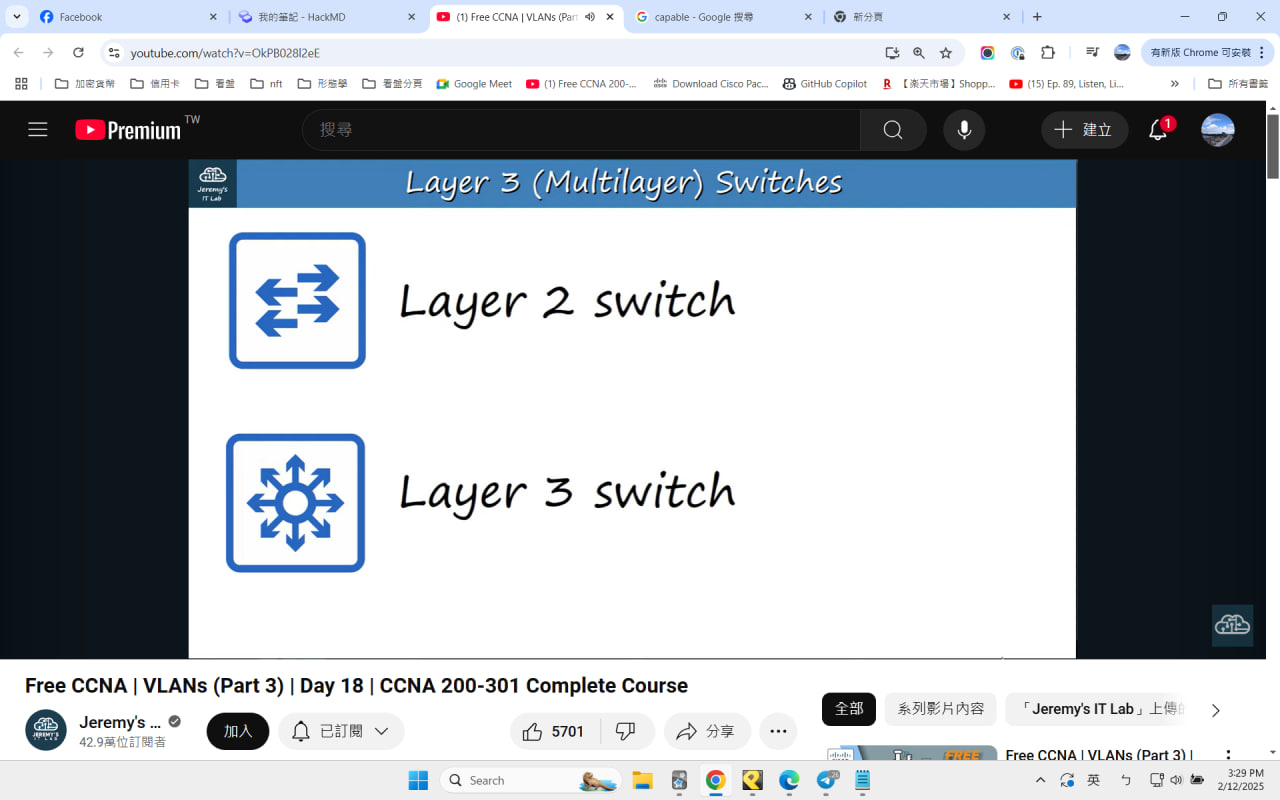 Facebook
我的筆記 - HackMD
(1) Free CCNA | VLANs (Part
capable - Google 搜尋
新分頁
youtube.com/watch?v=OkPB028I2eE
有新版 Chrome 可安裝
加密貨幣
信用卡
看盤
nft
形態學
看盤分頁
Google Meet
(1) Free CCNA 200-...
Download Cisco Pac...
GitHub Copilot
【楽天市場】Shopp...
(15) Ep. 89, Listen, Li...
所有書籤
Premium TW
搜尋
建立
1
Jeremy's
IT Lab
Layer 3 (Multilayer) Switches
Layer 2 switch
Layer 3 switch
Free CCNA | VLANs (Part 3) | Day 18 | CCNA 200-301 Complete Course
Jeremy's ...
42.9萬位訂閱者
加入
已訂閱
5701
分享
全部
系列影片內容
「Jeremy's IT Lab」上傳的
FREE
Free CCNA | VLANs (Part 3) |
Search
26
英
ㄅ
3:29 PM
2/12/2025